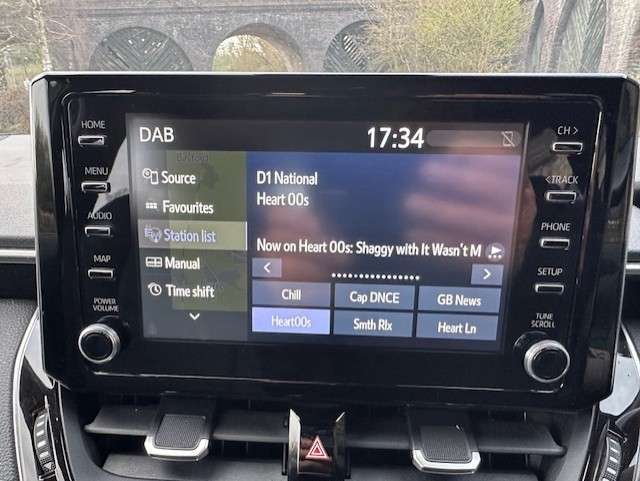 DAB
17:34
HOME
MENU
AUDIO
MAP
POWER
VOLUME
Source
Favourites
Station list
Manual
Time shift
D1 National
Heart 00s
Now on Heart 00s: Shaggy with It Wasn't M
Chill
Cap DNCE
GB News
Heart00s
Smth Rlx
Heart Ln
CH >
<TRACK
PHONE
SETUP
TUNE
SCROLL